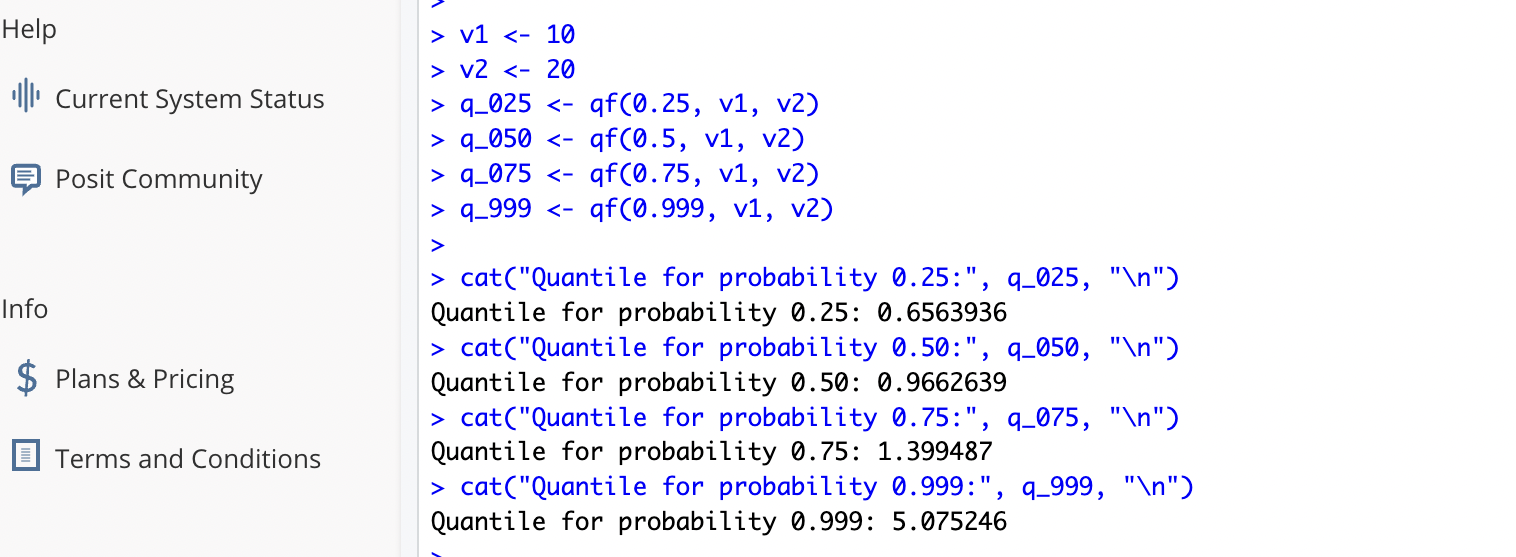 Help
Current System Status
Posit Community
Info
Plans & Pricing
Terms and Conditions
>
> v1 <- 10
> v2 <- 20
> q_025 <- qf(0.25, v1, v2)
> q_050 <- qf(0.5, v1, v2)
> q_075 <- qf(0.75, v1, v2)
> q_999 <- qf(0.999, v1, v2)
>
> cat("Quantile for probability 0.25:", q_025, "\n")
Quantile for probability 0.25: 0.6563936
> cat("Quantile for probability 0.50:", q_050, "\n")
Quantile for probability 0.50: 0.9662639
> cat("Quantile for probability 0.75:", q_075, "\n")
Quantile for probability 0.75: 1.399487
> cat("Quantile for probability 0.999:", q_999, "\n")
Quantile for probability 0.999: 5.075246
>